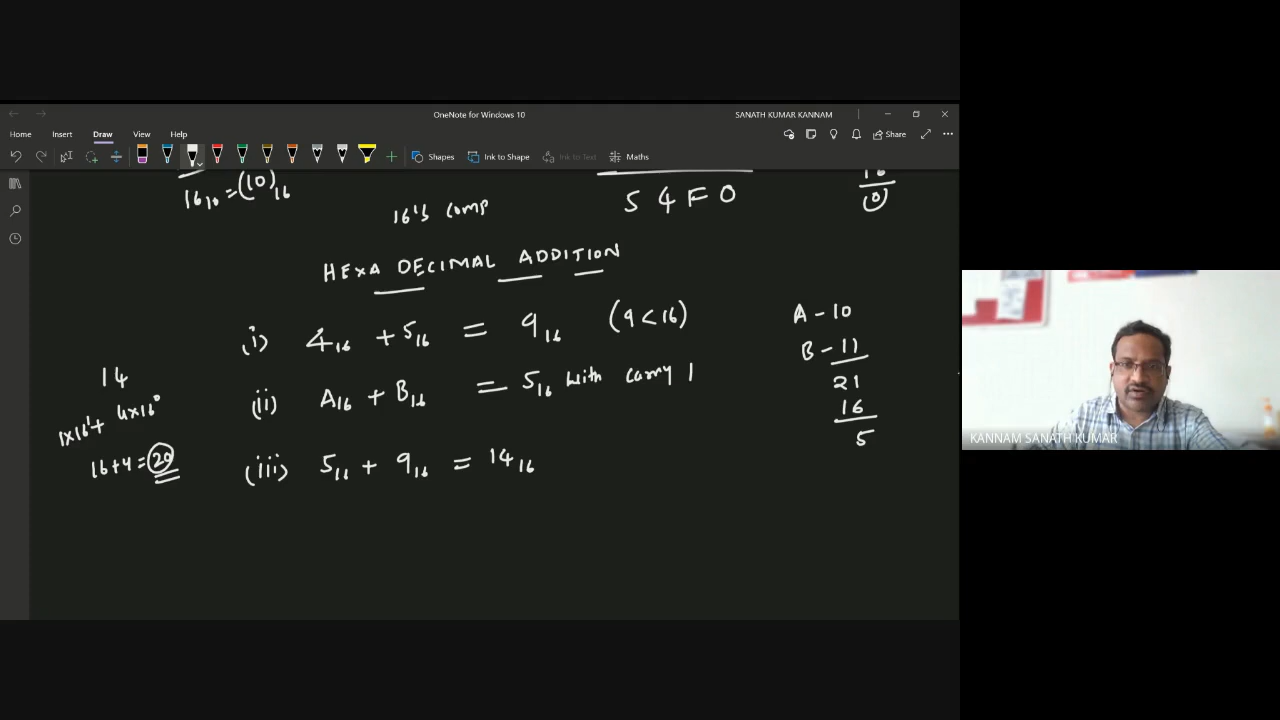 OneNote for Windows 10
SANATH KUMAR KANNAM
Home Insert Draw View Help
Share
Shapes Ink to Shape Ink to Text Maths
16₁₀ = (10)₁₆
16's comp
5 4 F 0
16
0
HEXA DECIMAL ADDITION
(i) 4₁₆ + 5₁₆ = 9₁₆ (9 < 16)
(ii) A₁₆ + B₁₆ = 5₁₆ with carry 1
(iii) 5₁₆ + 9₁₆ = 14₁₆
14
1×16¹ + 4×16⁰
16+4 = 20
A - 10
B - 11
21
16
5
KANNAM SANATH KUMAR